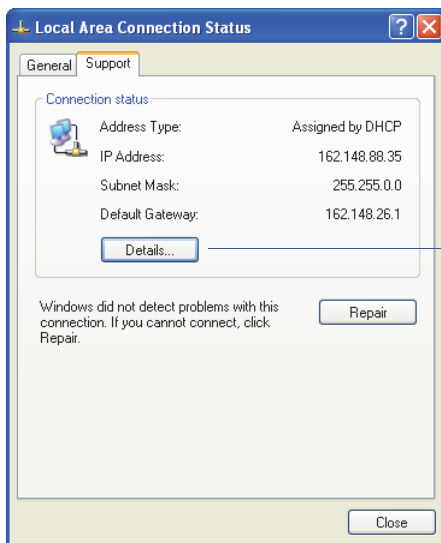 Local Area Connection Status
General Support
Connection status
Address Type: Assigned by DHCP
IP Address: 162.148.88.35
Subnet Mask: 255.255.0.0
Default Gateway: 162.148.26.1
Details...
Windows did not detect problems with this
connection. If you cannot connect, click
Repair.
Repair
Close